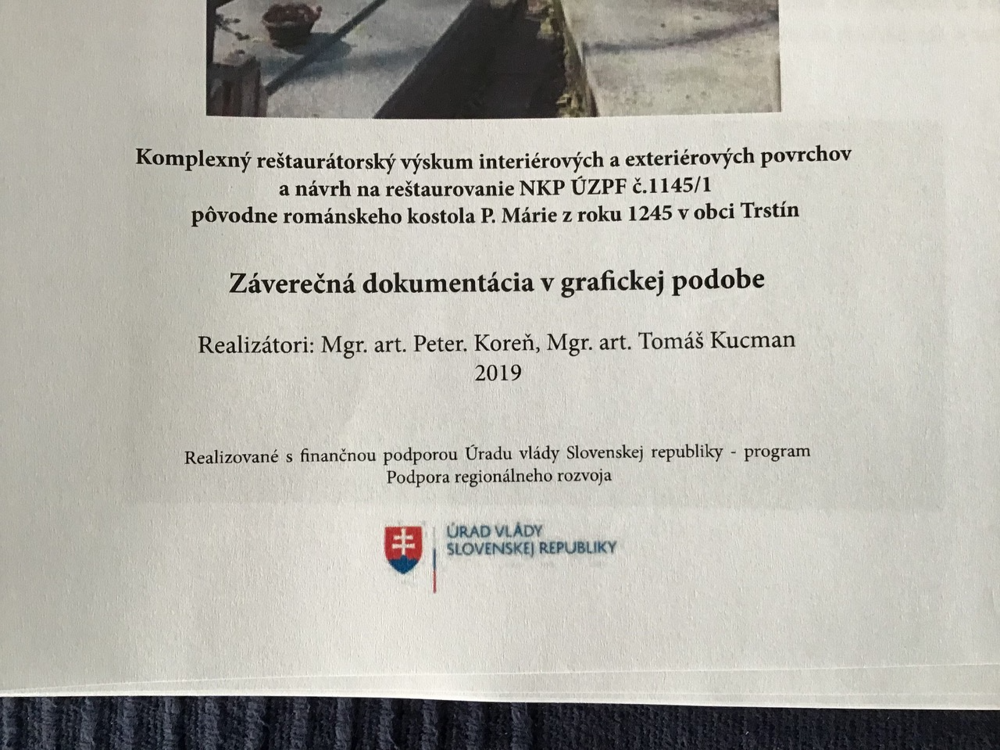 Komplexný reštaurátorský výskum interiérových a exteriérových povrchov
a návrh na reštaurovanie NKP ÚZPF č.1145/1
pôvodne románskeho kostola P. Márie z roku 1245 v obci Trstín
Záverečná dokumentácia v grafickej podobe
Realizátori: Mgr. art. Peter. Koreň, Mgr. art. Tomáš Kucman
2019
Realizované s finančnou podporou Úradu vlády Slovenskej republiky - program
Podpora regionálneho rozvoja
ÚRAD VLÁDY
SLOVENSKEJ REPUBLIKY